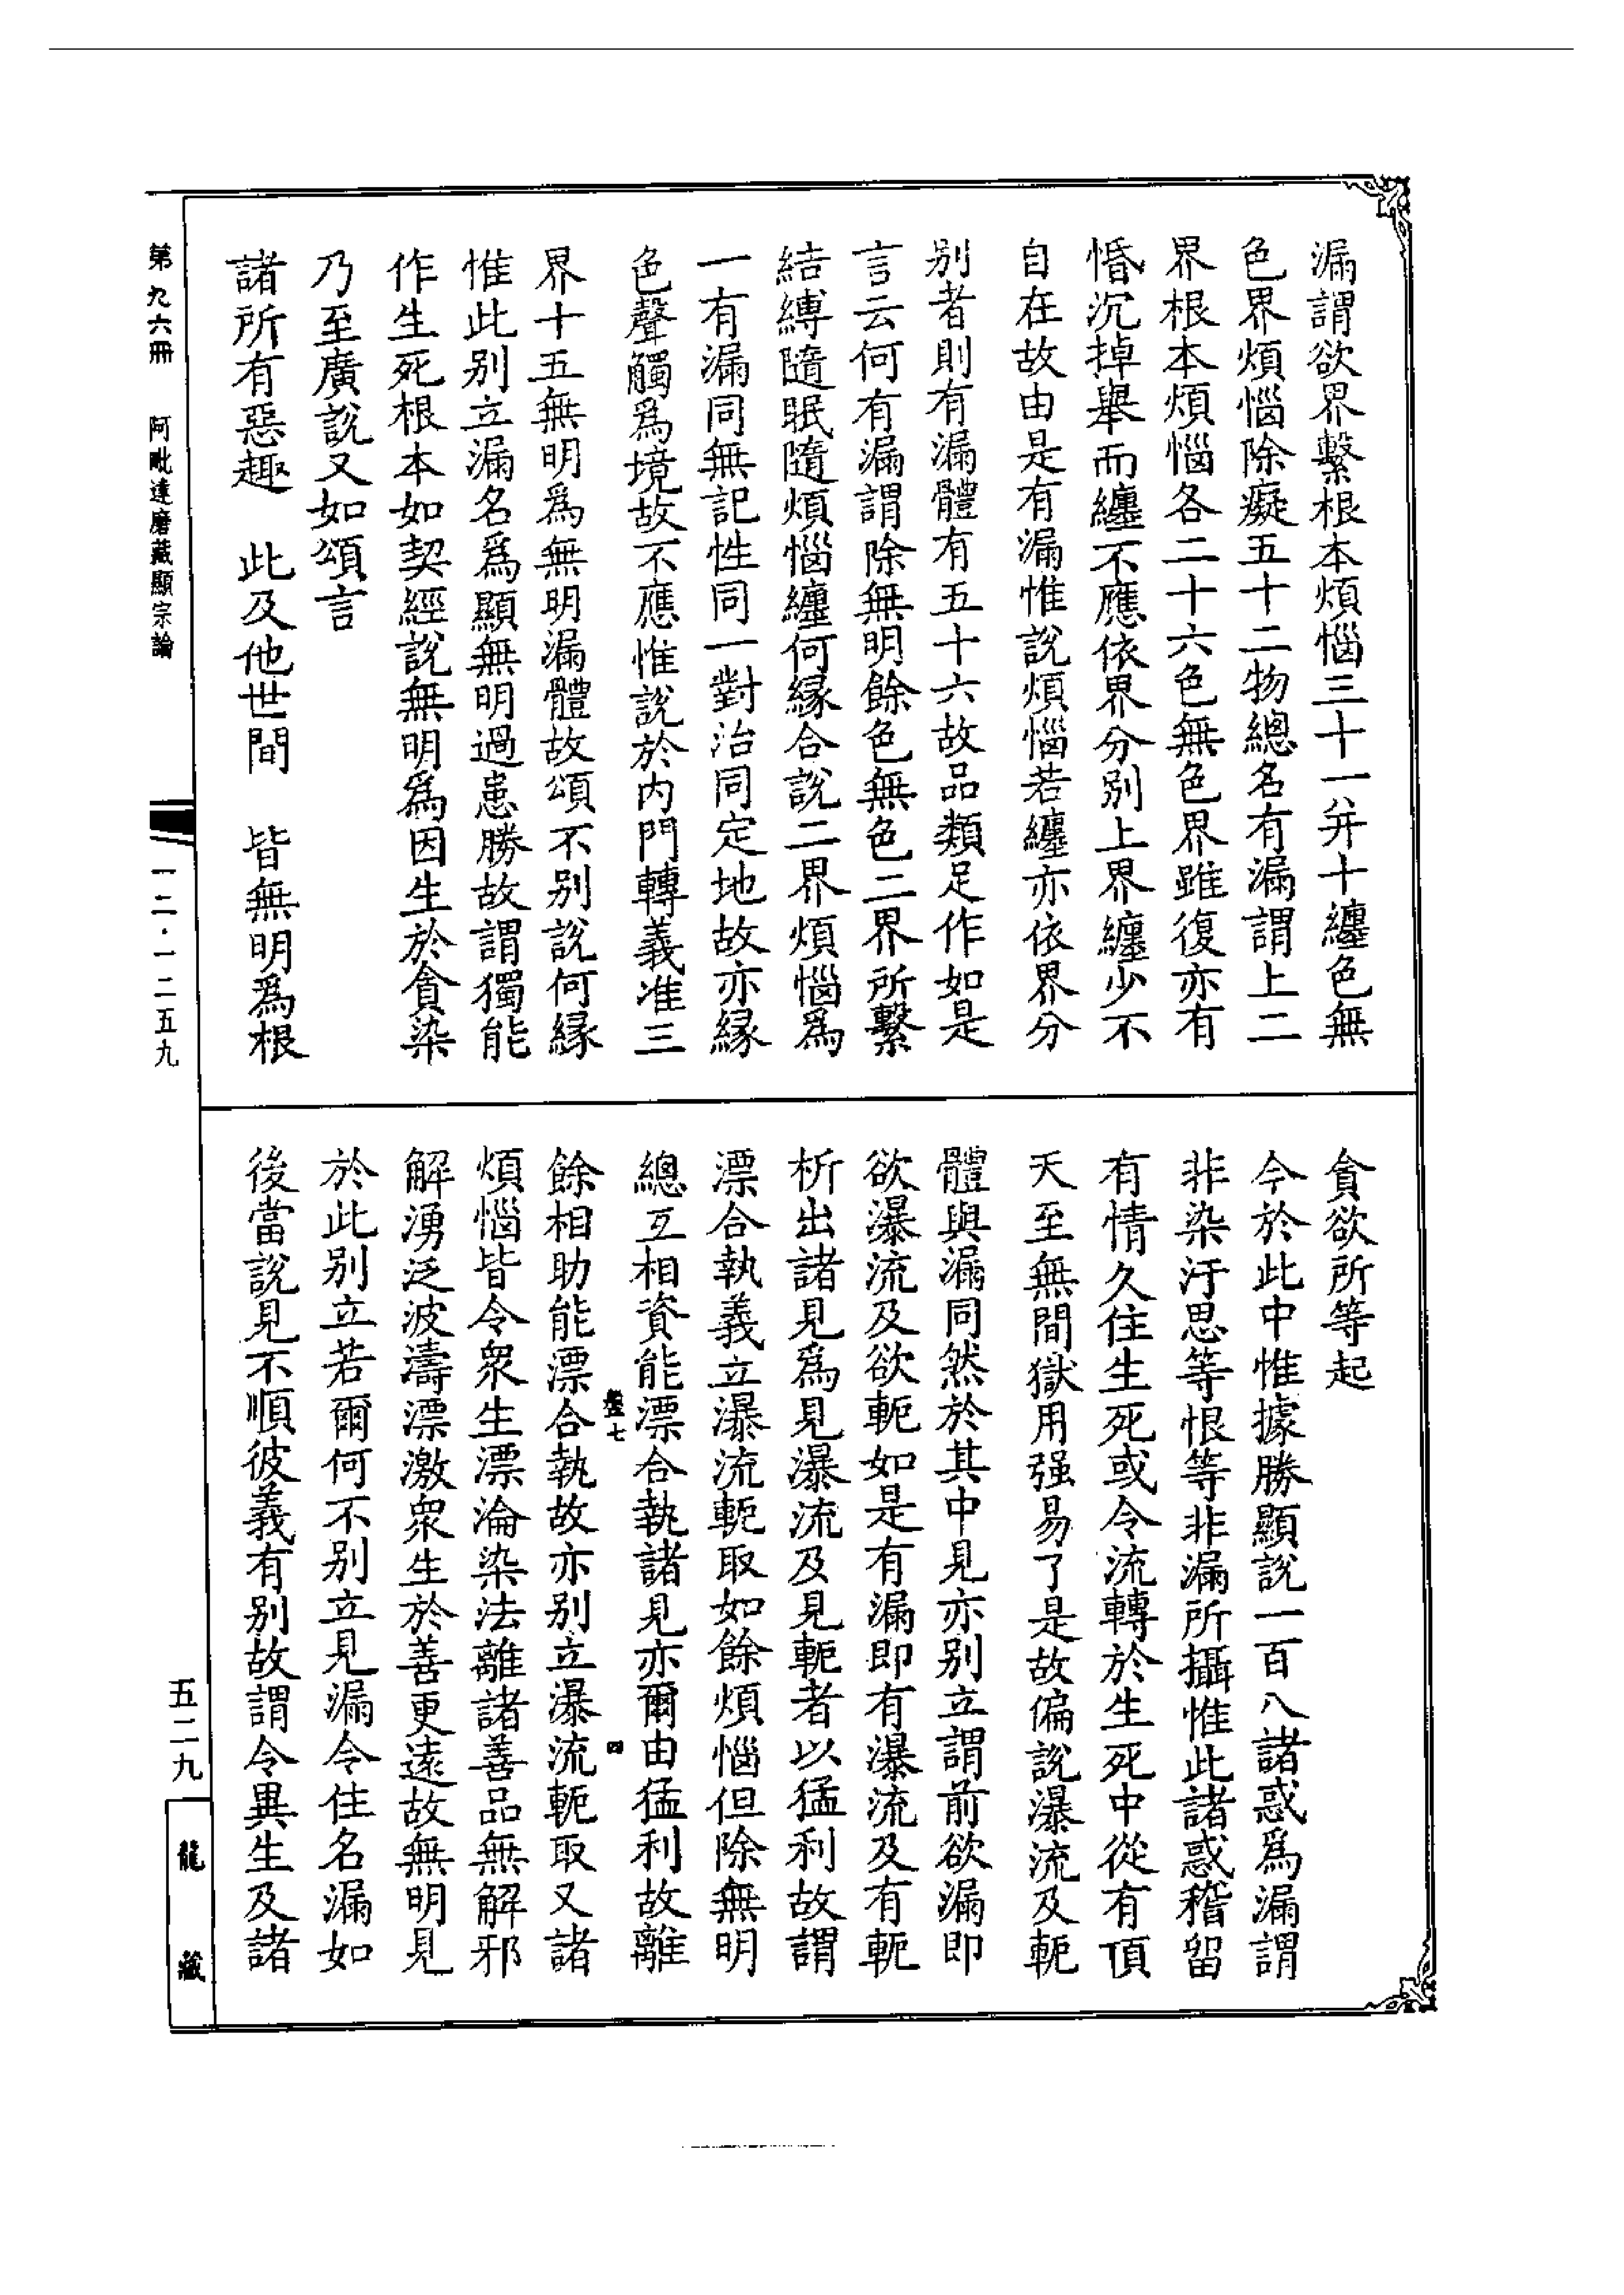 漏謂欲界繫根本煩惱三十一并十纏色無
色界煩惱除癡五十二物總名有漏謂上二
界根本煩惱各二十六色無色界雖復亦有
惛沉掉舉而纏不應依界分別上界纏少不
自在故由是有漏惟說煩惱若纏亦依界分
別者則有漏體有五十六故品類足作如是
言云何有漏謂除無明餘色無色二界所繫
結縛隨眠隨煩惱纏何緣合說二界煩惱爲
一有漏同無記性同一對治同定地故亦緣
色聲觸爲境故不應惟說於内門轉義准三
界十五無明爲無明漏體故頌不別說何緣
惟此別立漏名爲顯無明過患勝故謂獨能
作生死根本如契經說無明爲因生於貪染
乃至廣說又如頌言
諸所有惡趣　此及他世間　皆無明爲根
貪欲所等起
今於此中惟據勝顯說一百八諸惑爲漏謂
非染汙思等恨等非漏所攝惟此諸惑稽留
有情久住生死或令流轉於生死中從有頂
天至無間獄用强易了是故偏說瀑流及軛
體與漏同然於其中見亦別立謂前欲漏即
欲瀑流及欲軛如是有漏即有瀑流及有軛
析出諸見爲見瀑流及見軛者以猛利故謂
漂合執義立瀑流軛取如餘煩惱但除無明
總互相資能漂合執諸見亦爾由猛利故離
餘相助能漂合執故亦別立瀑流軛取又諸
煩惱皆令衆生漂淪染法離諸善品無解邪
解湧泛波濤漂激衆生於善更遠故無明見
於此別立若爾何不別立見漏令住名漏如
後當說見不順彼義有別故謂令異生及諸
盤七
四
第九六冊　阿毗達磨藏顯宗論
一二·一二五九
五二九
龍藏